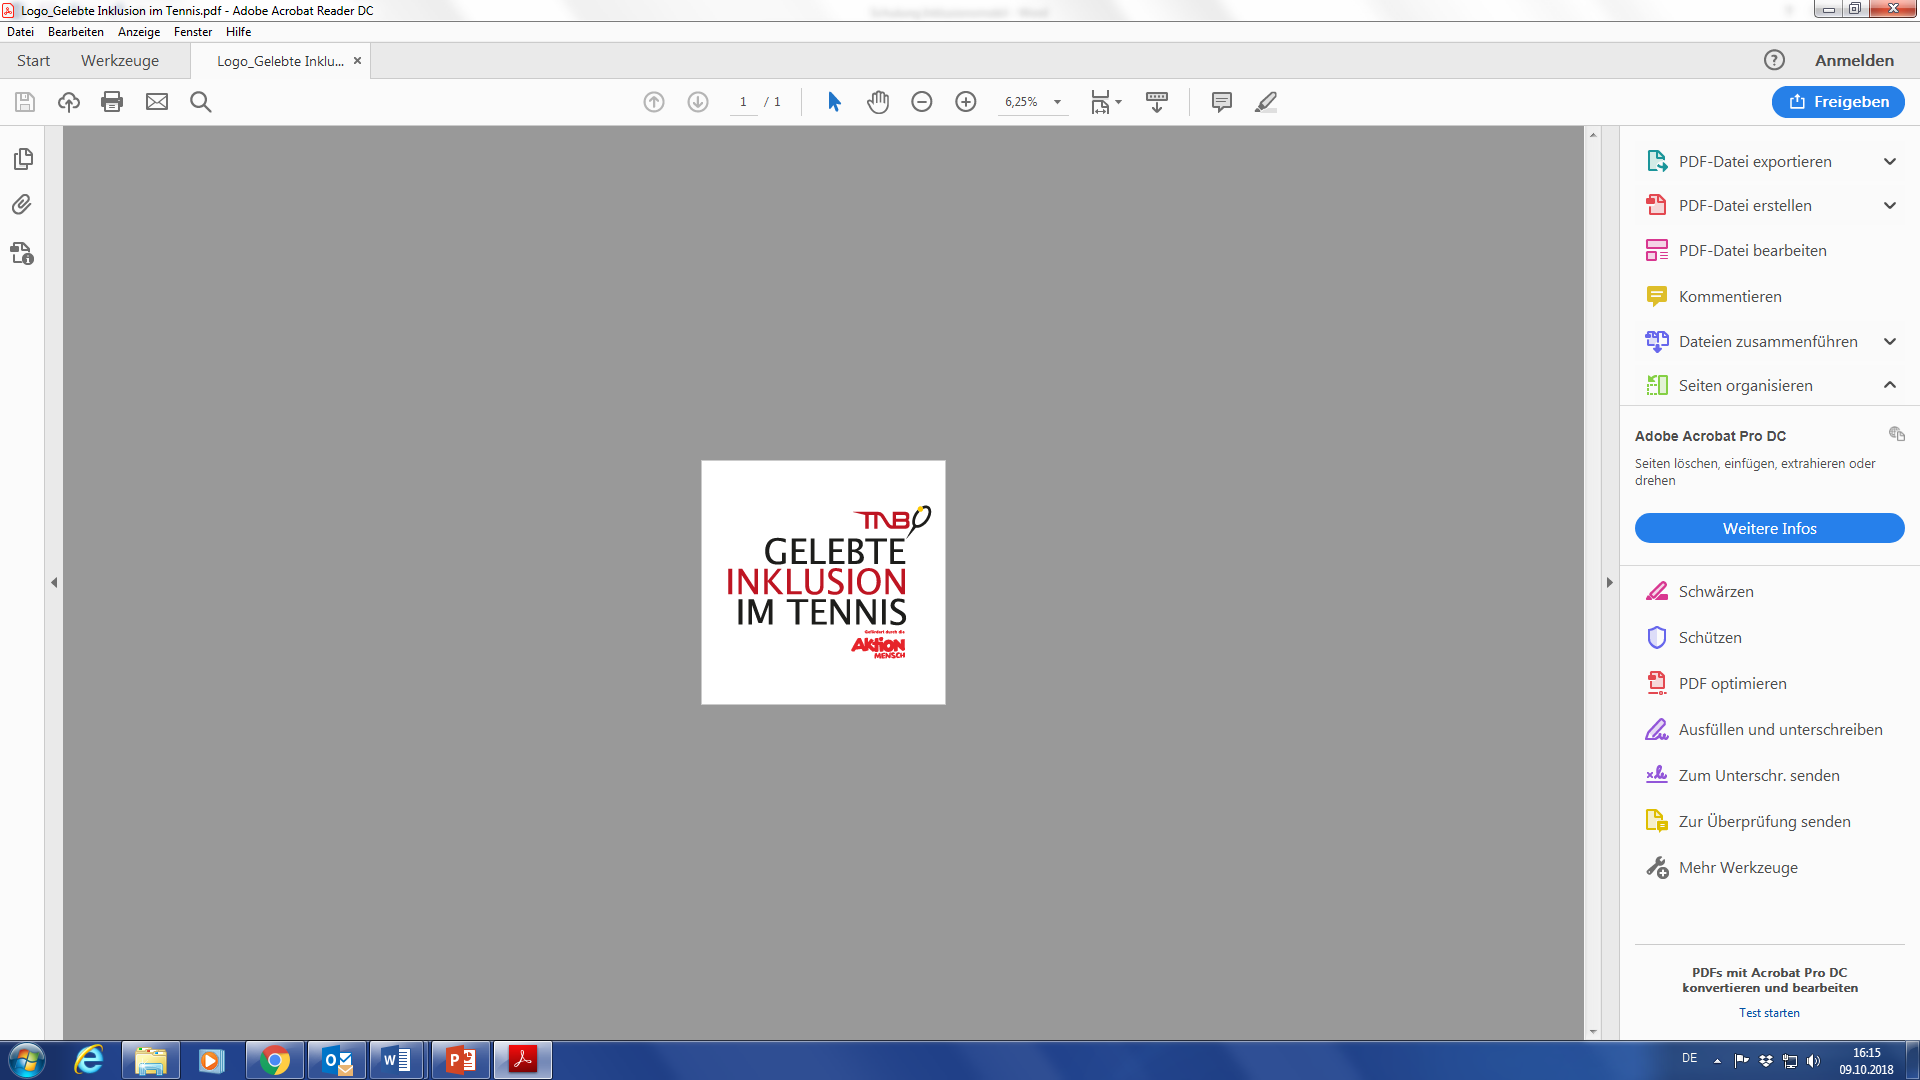 Logo_Gelebte Inklusion im Tennis.pdf - Adobe Acrobat Reader DC
Datei Bearbeiten Anzeige Fenster Hilfe
Start Werkzeuge Logo_Gelebte Inklu... × Anmelden
1 / 1 6,25% Freigeben
PDF-Datei exportieren
PDF-Datei erstellen
PDF-Datei bearbeiten
Kommentieren
Dateien zusammenführen
Seiten organisieren
Adobe Acrobat Pro DC
Seiten löschen, einfügen, extrahieren oder
drehen
Weitere Infos
TNB
GELEBTE
INKLUSION
IM TENNIS
Gefördert durch die
AKTION
MENSCH
Schwärzen
Schützen
PDF optimieren
Ausfüllen und unterschreiben
Zum Unterschr. senden
Zur Überprüfung senden
Mehr Werkzeuge
PDFs mit Acrobat Pro DC
konvertieren und bearbeiten
Test starten
DE 16:15
09.10.2018